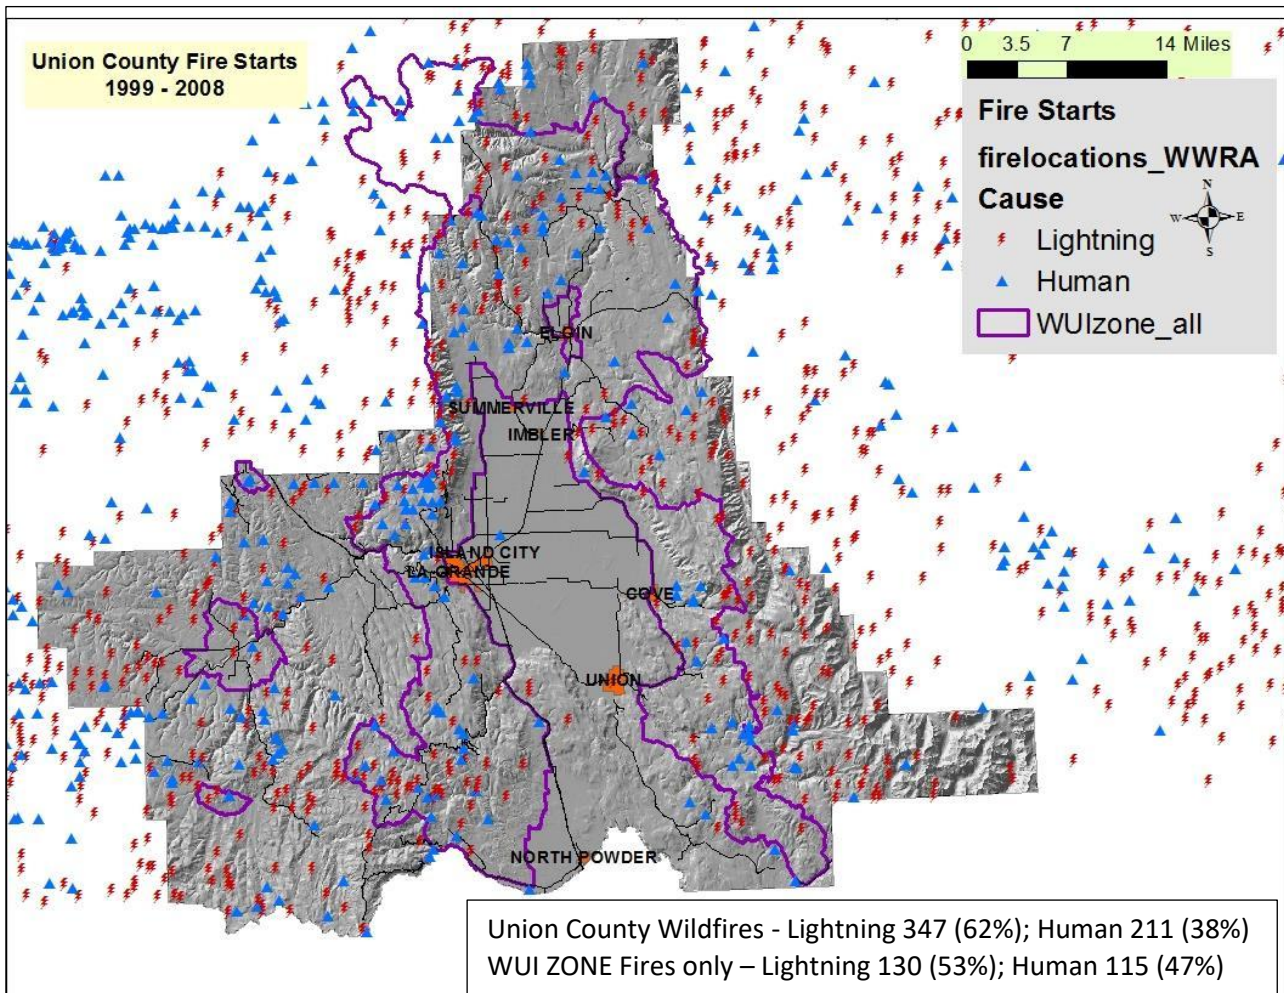 Union County Fire Starts
1999 - 2008
0 3.5 7 14 Miles
Fire Starts
firelocations_WWRA
Cause
N
W E
S
Lightning
Human
WUIzone_all
ELGIN
SUMMERVILLE
IMBLER
ISLAND CITY
LA GRANDE
COVE
UNION
NORTH POWDER
Union County Wildfires - Lightning 347 (62%); Human 211 (38%)
WUI ZONE Fires only – Lightning 130 (53%); Human 115 (47%)